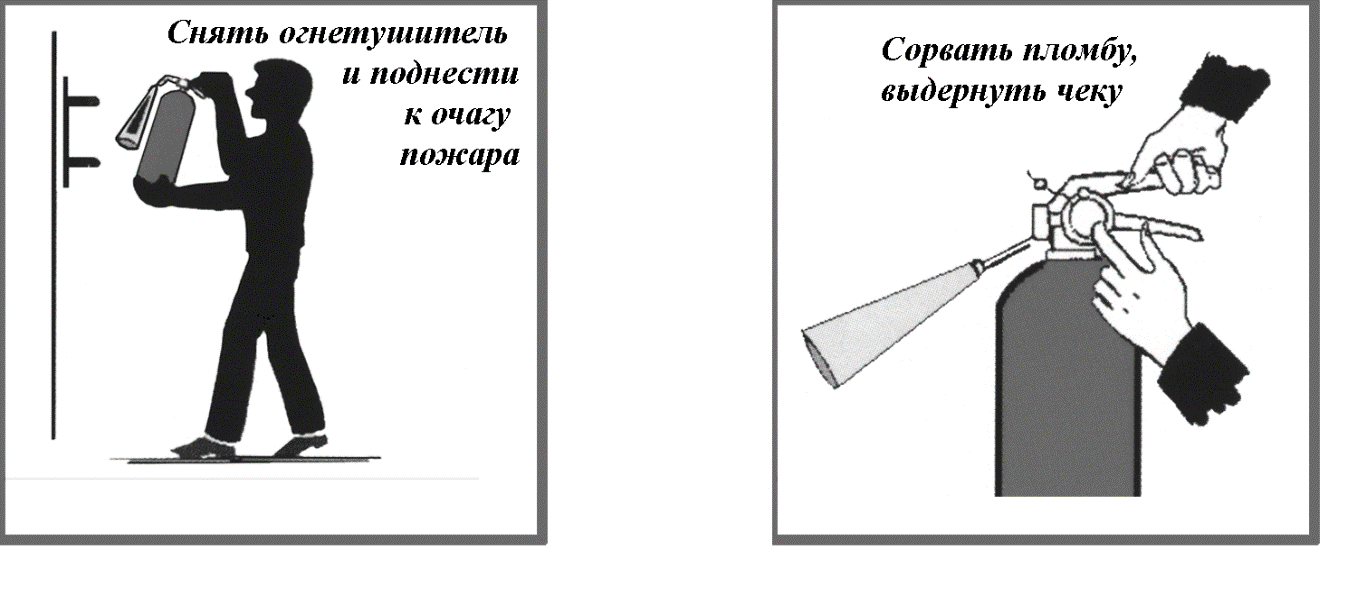 Снять огнетушитель
и поднести
к очагу
пожара
Сорвать пломбу,
выдернуть чеку